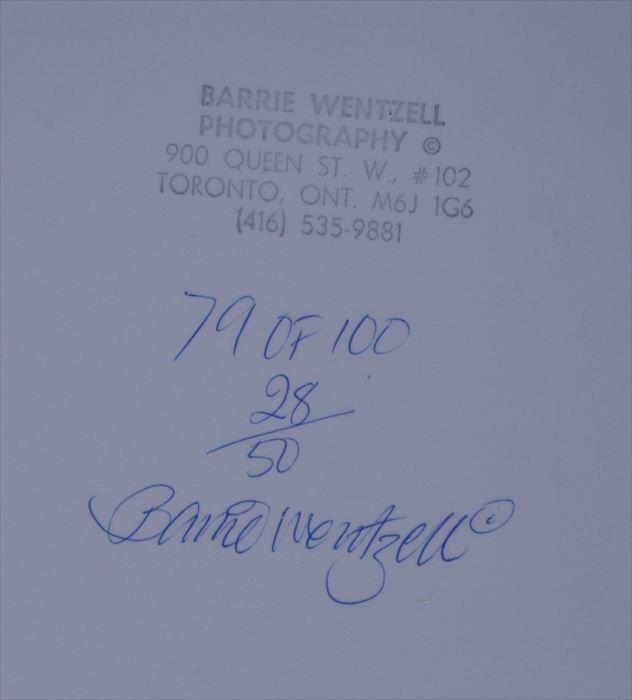 BARRIE WENTZELL
PHOTOGRAPHY ©
900 QUEEN ST. W., #102
TORONTO, ONT. M6J 1G6
(416) 535-9881
79 OF 100
28
50
Barrie Wentzell ©